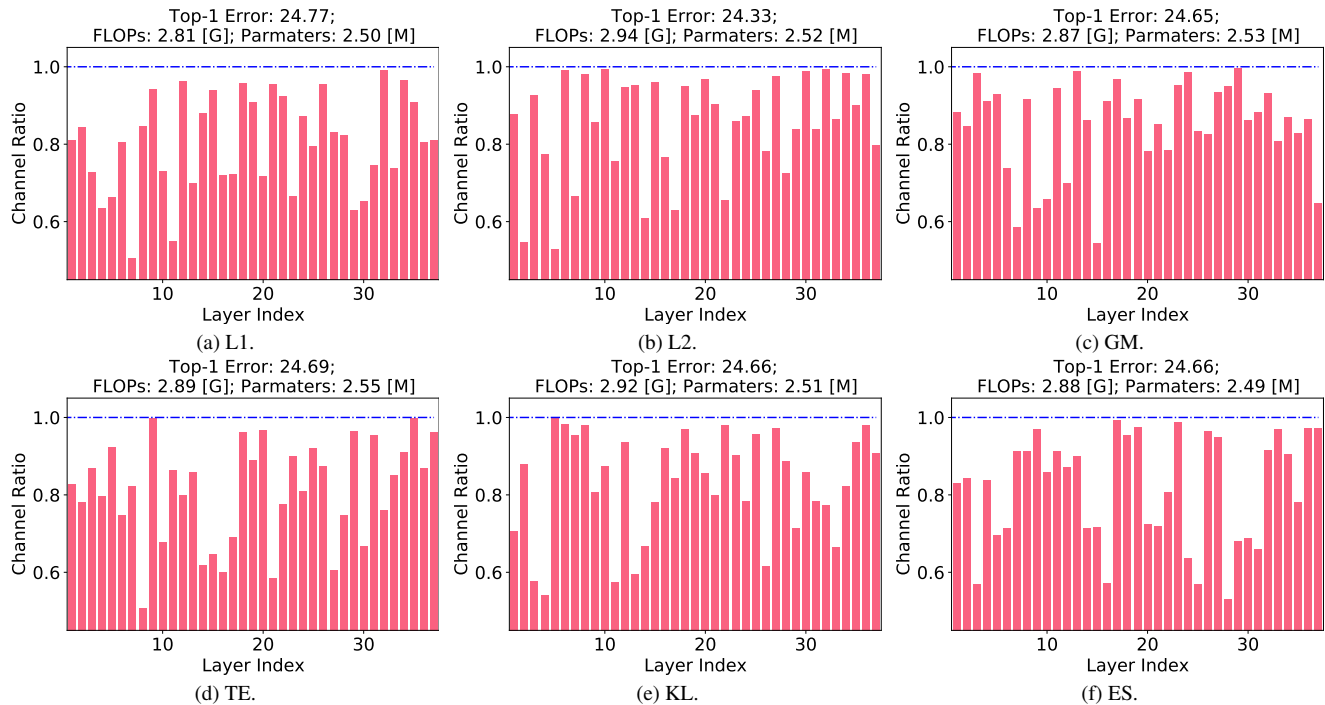 Top-1 Error: 24.77;
FLOPs: 2.81 [G]; Parmaters: 2.50 [M]
1.0
0.8
0.6
Channel Ratio
10
20
30
Layer Index
(a) L1.
Top-1 Error: 24.33;
FLOPs: 2.94 [G]; Parmaters: 2.52 [M]
1.0
0.8
0.6
Channel Ratio
10
20
30
Layer Index
(b) L2.
Top-1 Error: 24.65;
FLOPs: 2.87 [G]; Parmaters: 2.53 [M]
1.0
0.8
0.6
Channel Ratio
10
20
30
Layer Index
(c) GM.
Top-1 Error: 24.69;
FLOPs: 2.89 [G]; Parmaters: 2.55 [M]
1.0
0.8
0.6
Channel Ratio
10
20
30
Layer Index
(d) TE.
Top-1 Error: 24.66;
FLOPs: 2.92 [G]; Parmaters: 2.51 [M]
1.0
0.8
0.6
Channel Ratio
10
20
30
Layer Index
(e) KL.
Top-1 Error: 24.66;
FLOPs: 2.88 [G]; Parmaters: 2.49 [M]
1.0
0.8
0.6
Channel Ratio
10
20
30
Layer Index
(f) ES.